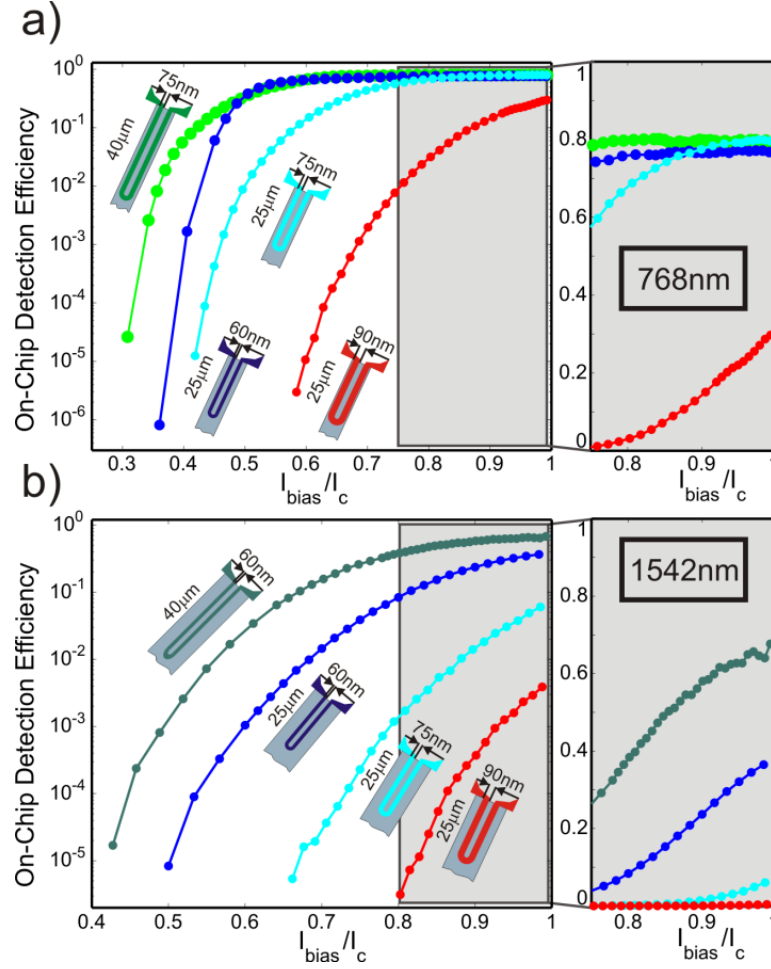 a)
On-Chip Detection Efficiency
10^0
10^-1
10^-2
10^-3
10^-4
10^-5
10^-6
75nm
40μm
75nm
25μm
60nm
25μm
90nm
25μm
0.3 0.4 0.5 0.6 0.7 0.8 0.9 1
I_bias/I_c
1
0.8
0.6
0.4
0.2
0
768nm
0.8 0.9 1
I_bias/I_c
b)
On-Chip Detection Efficiency
10^0
10^-1
10^-2
10^-3
10^-4
10^-5
60nm
40μm
60nm
25μm
75nm
25μm
90nm
25μm
0.4 0.5 0.6 0.7 0.8 0.9 1
I_bias/I_c
1
0.8
0.6
0.4
0.2
0
1542nm
0.8 0.9 1
I_bias/I_c